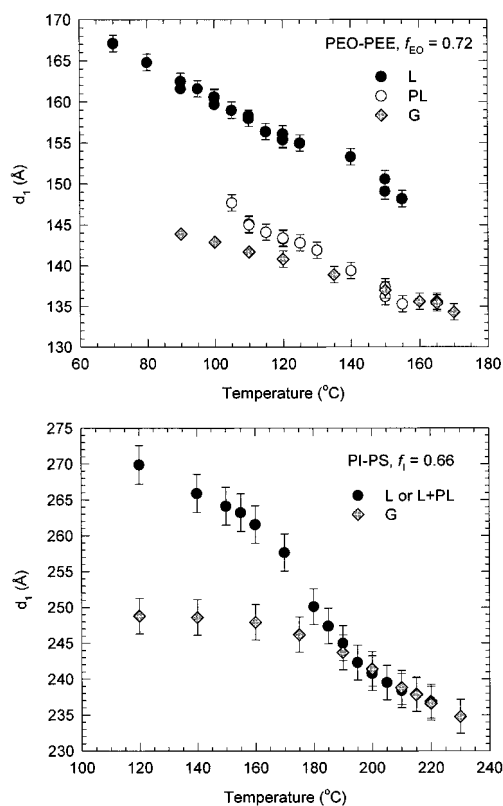 PEO-PEE, f_EO = 0.72
L
PL
G
170
165
160
155
150
145
140
135
130
d₁ (Å)
60 80 100 120 140 160 180
Temperature (°C)
PI-PS, f_I = 0.66
L or L+PL
G
275
270
265
260
255
250
245
240
235
230
d₁ (Å)
100 120 140 160 180 200 220 240
Temperature (°C)